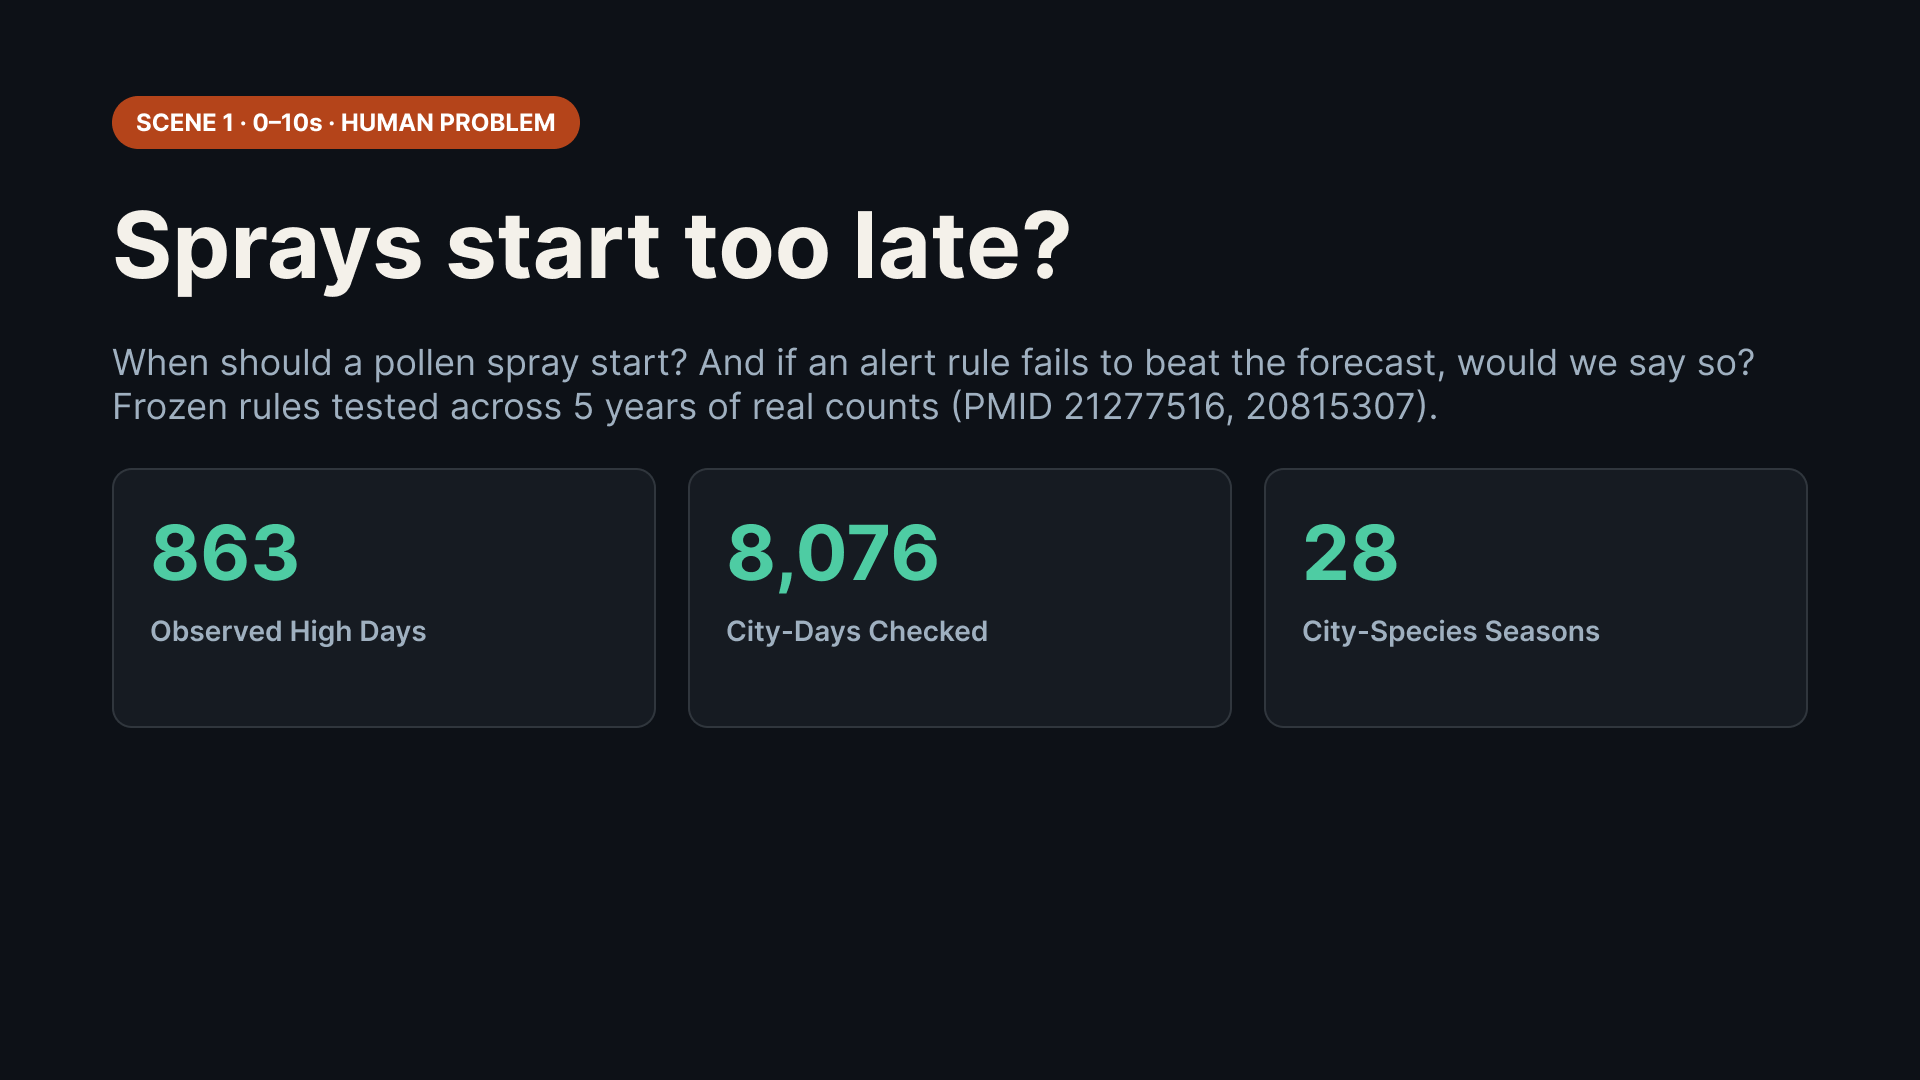 SCENE 1 · 0–10s · HUMAN PROBLEM
Sprays start too late?
When should a pollen spray start? And if an alert rule fails to beat the forecast, would we say so?
Frozen rules tested across 5 years of real counts (PMID 21277516, 20815307).
863
Observed High Days
8,076
City-Days Checked
28
City-Species Seasons